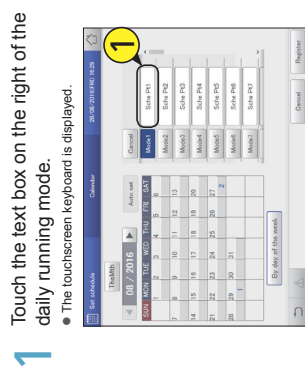 1 Touch the text box on the right of the
daily running mode.
● The touchscreen keyboard is displayed.
Set schedule Calendar 26/08/2016(FRI) 16:29
TheMth
08 / 2016 Auto set Cancel
SUN MON TUE WED THU FRI SAT
1 2 3 4 5 6
7 8 9 10 11 12 13
14 15 16 17 18 19 20
21 22 23 24 25 26 27
2
28 29 30 31
1
By day of the week
Mode1 Sche Pt1
1
Mode2 Sche Pt2
Mode3 Sche Pt3
Mode4 Sche Pt4
Mode5 Sche Pt5
Mode6 Sche Pt6
Mode7 Sche Pt7
Cancel Register